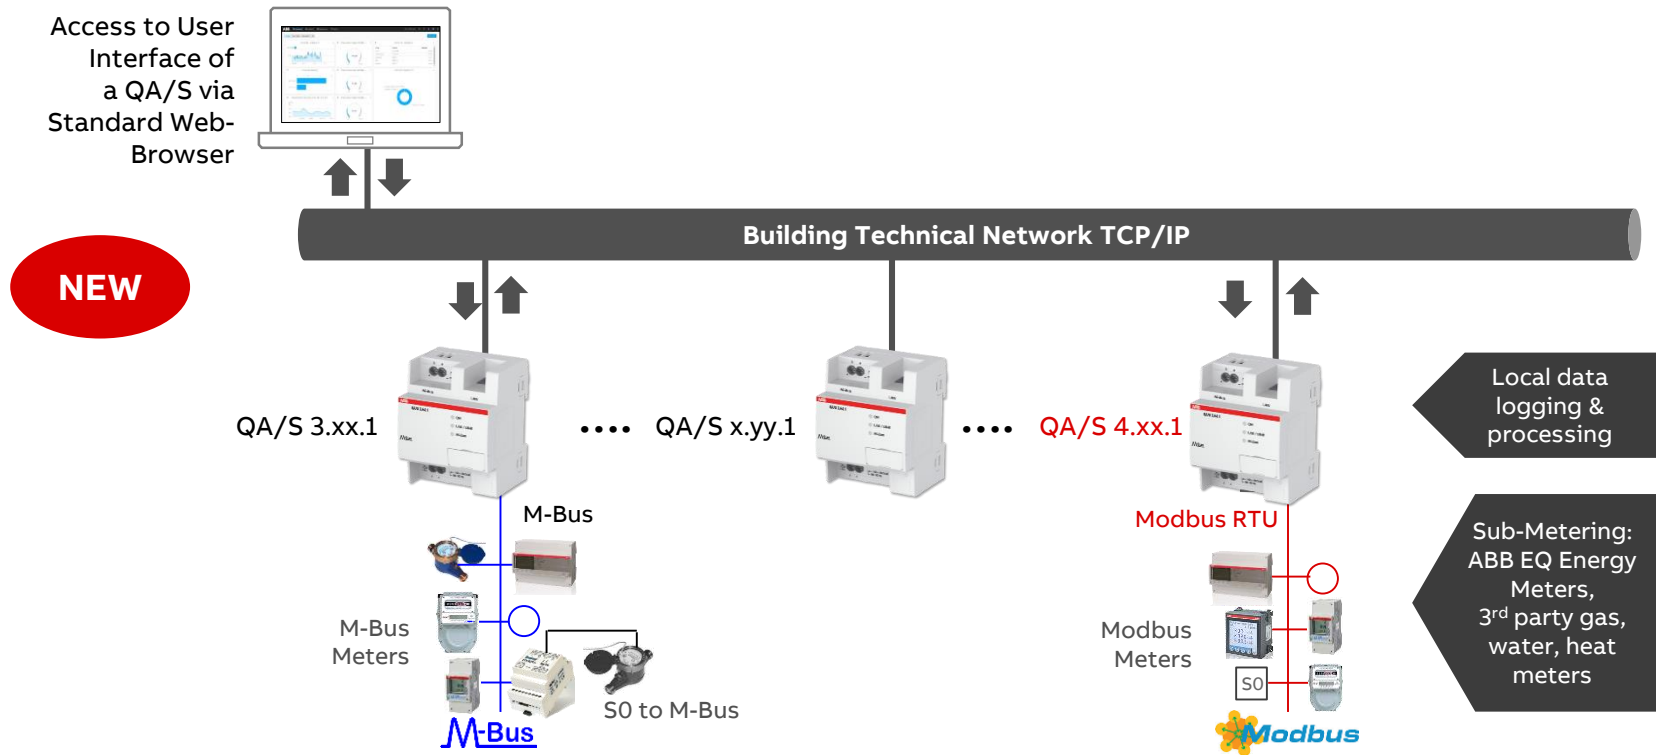 Access to User
Interface of
a QA/S via
Standard Web-
Browser
Building Technical Network TCP/IP
NEW
QA/S 3.xx.1
....
QA/S x.yy.1
....
QA/S 4.xx.1
Local data
logging &
processing
M-Bus
Modbus RTU
M-Bus
Meters
S0 to M-Bus
M-Bus
Modbus
Meters
S0
Modbus
Sub-Metering:
ABB EQ Energy
Meters,
3rd party gas,
water, heat
meters